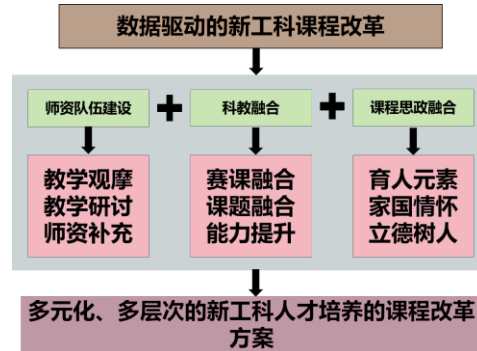 数据驱动的新工科课程改革
师资队伍建设
科教融合
课程思政融合
教学观摩
教学研讨
师资补充
赛课融合
课题融合
能力提升
育人元素
家国情怀
立德树人
多元化、多层次的新工科人才培养的课程改革
方案